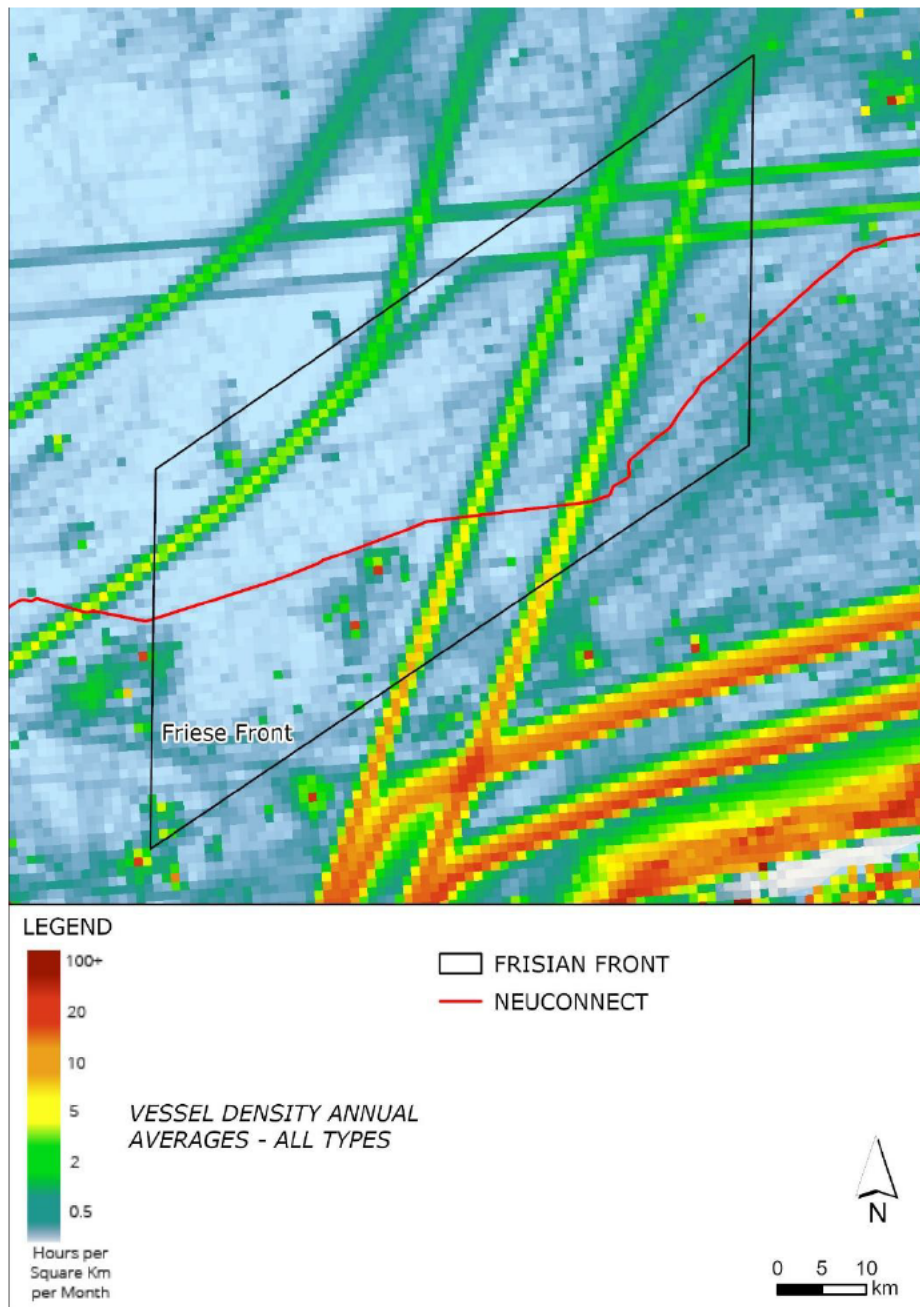 Friese Front
LEGEND
100+
20
10
5
2
0.5
Hours per
Square Km
per Month
VESSEL DENSITY ANNUAL
AVERAGES - ALL TYPES
FRISIAN FRONT
NEUCONNECT
N
0 5 10
km